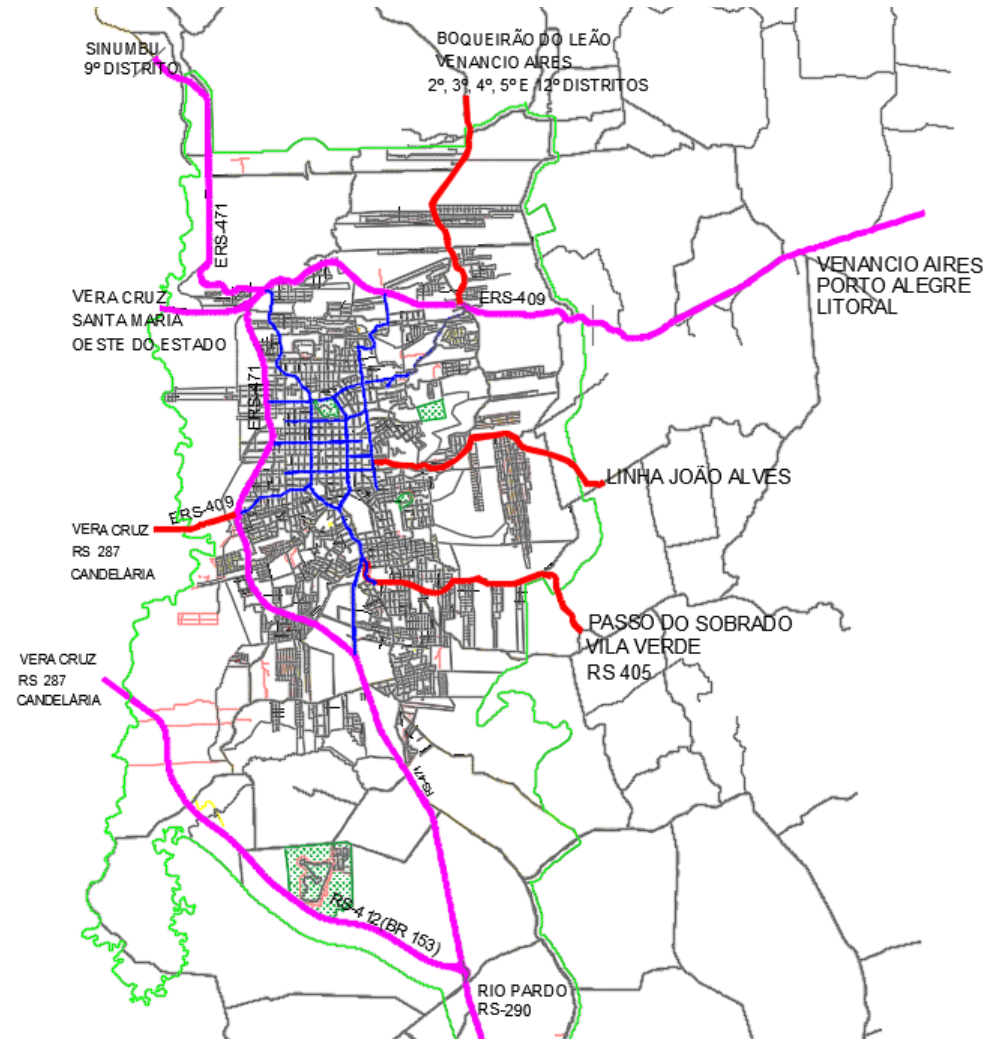 SINUMBU
9º DISTRITO
BOQUEIRÃO DO LEÃO
VENANCIO AIRES
2º, 3º, 4º, 5º E 12º DISTRITOS
ERS-471
VERA CRUZ
SANTA MARIA
OESTE DO ESTADO
ERS-409
VENANCIO AIRES
PORTO ALEGRE
LITORAL
ERS-471
LINHA JOÃO ALVES
ERS-409
VERA CRUZ
RS 287
CANDELÁRIA
PASSO DO SOBRADO
VILA VERDE
RS 405
VERA CRUZ
RS 287
CANDELÁRIA
RS-471
RS-412(BR 153)
RIO PARDO
RS-290